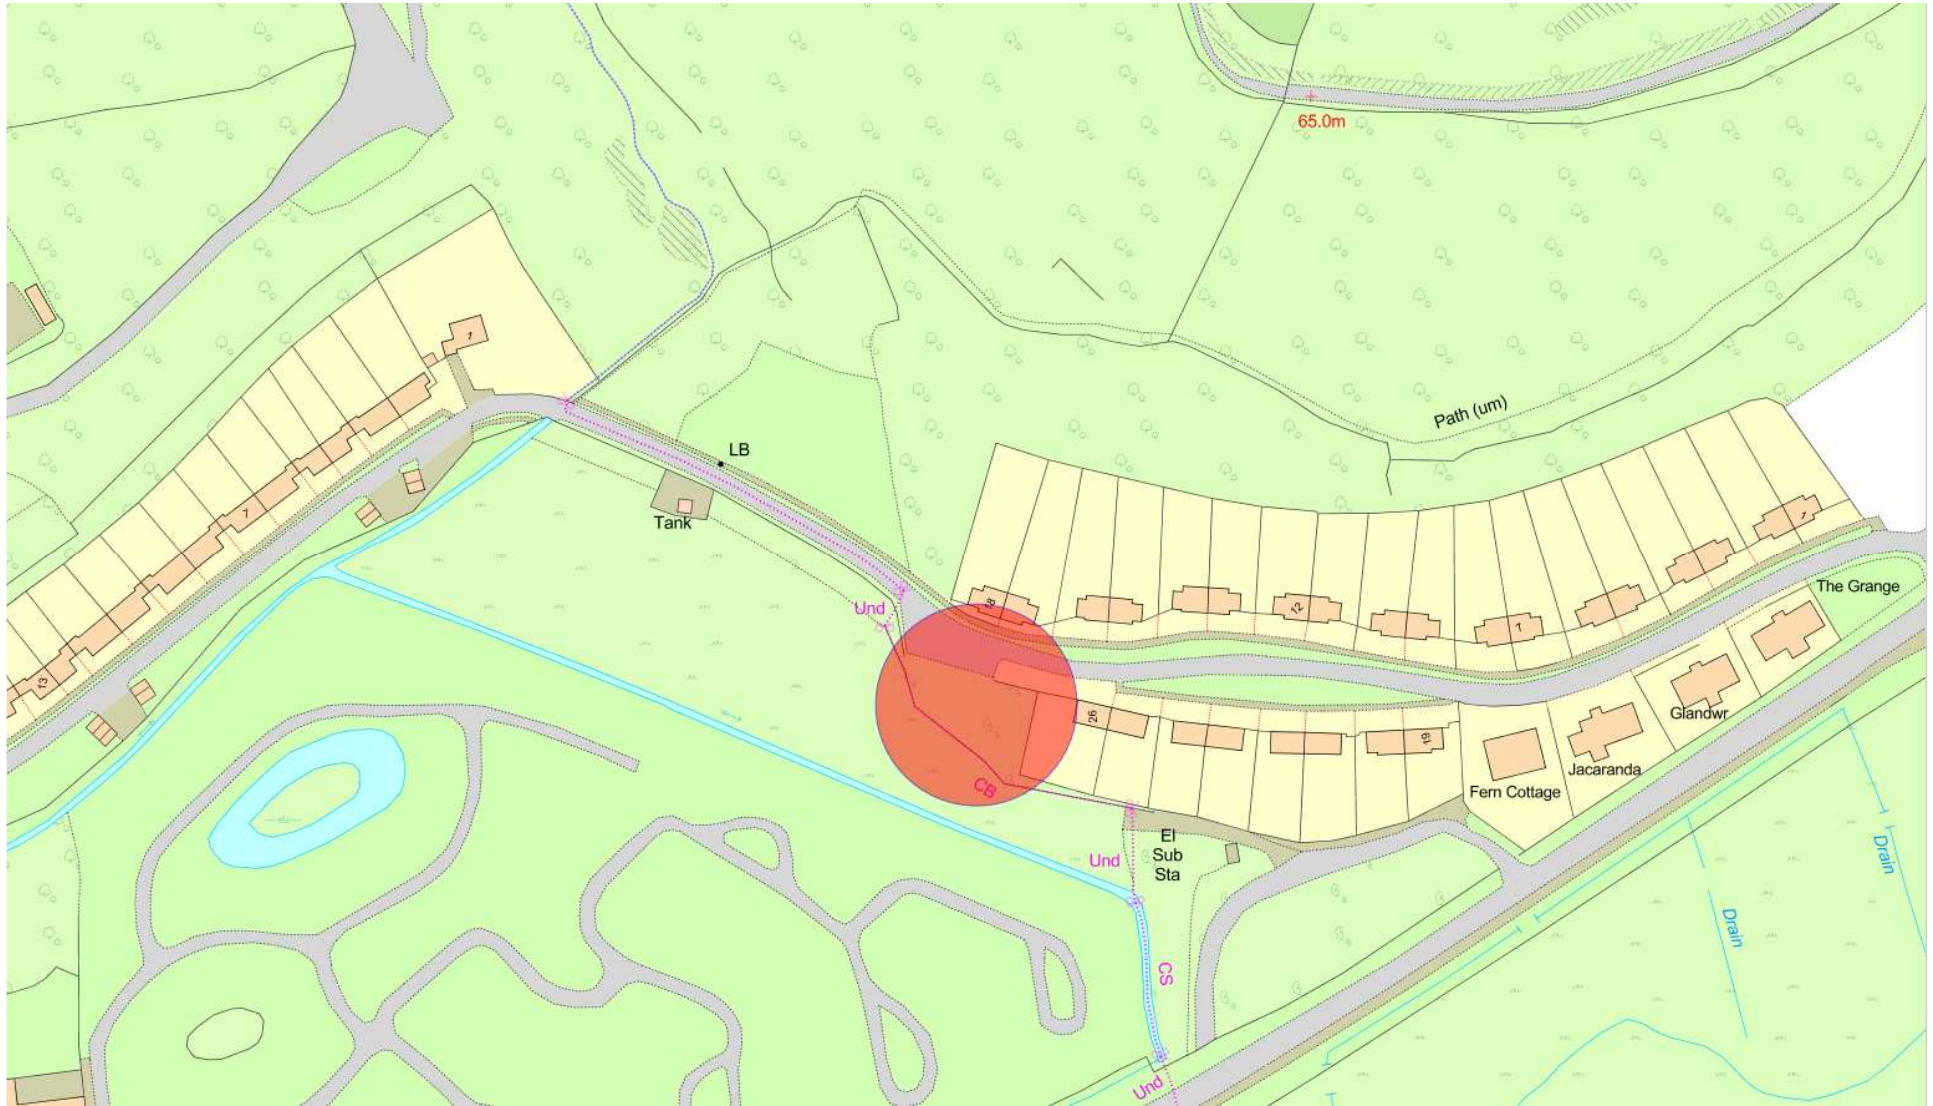 65.0m
1
Path (um)
LB
7
Tank
1
The Grange
Und
18
12
7
13
26
19
Glandwr
Jacaranda
Fern Cottage
CB
El
Sub
Sta
Und
Drain
Drain
CS
Und